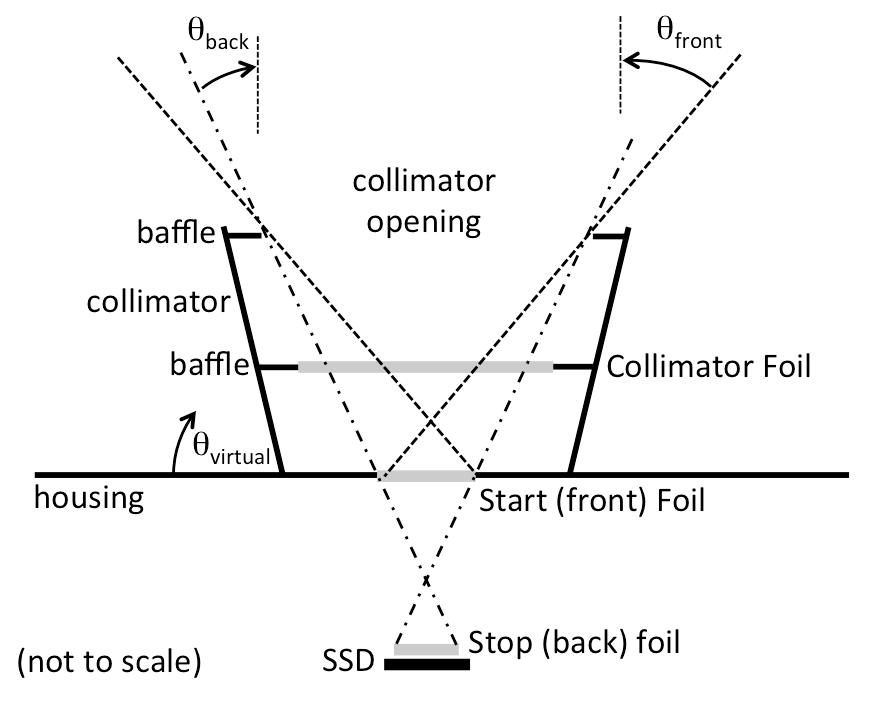 θback
θfront
collimator
opening
baffle
collimator
baffle
Collimator Foil
θvirtual
housing
Start (front) Foil
Stop (back) foil
(not to scale)
SSD